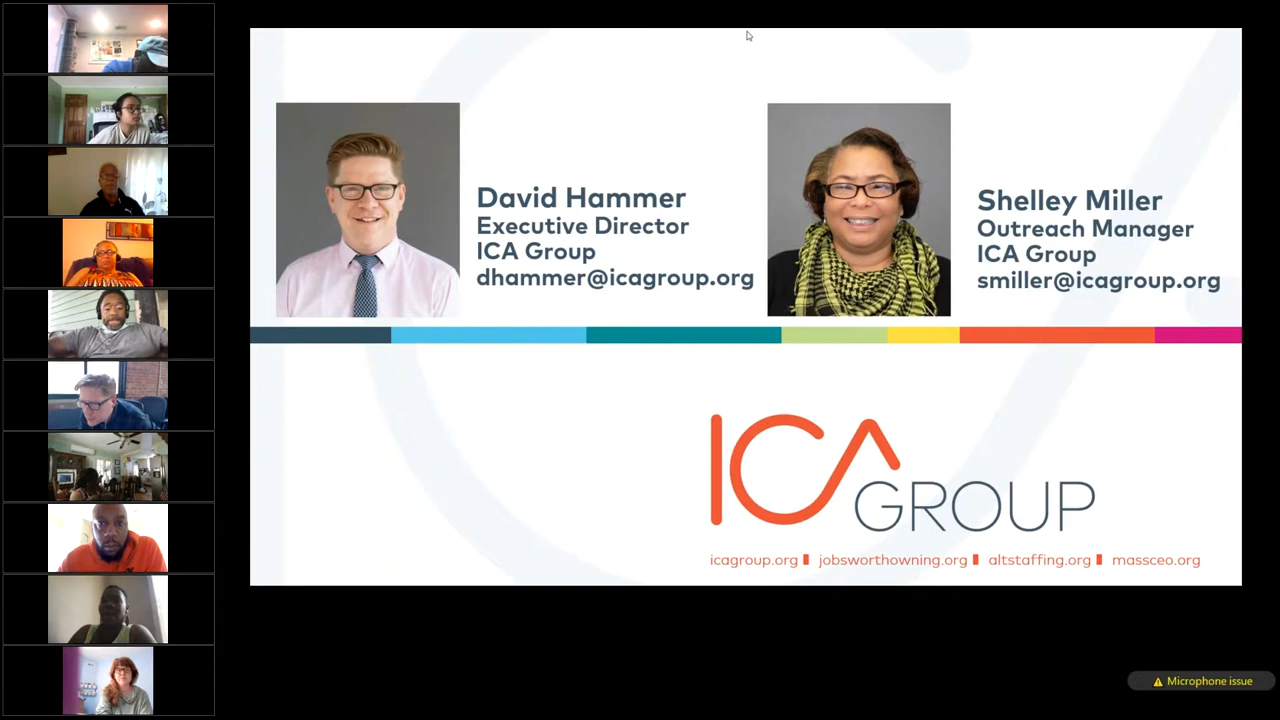 David Hammer
Executive Director
ICA Group
dhammer@icagroup.org
Shelley Miller
Outreach Manager
ICA Group
smiller@icagroup.org
ICA GROUP
icagroup.org ▮ jobsworthowning.org ▮ altstaffing.org ▮ massceo.org
Microphone issue